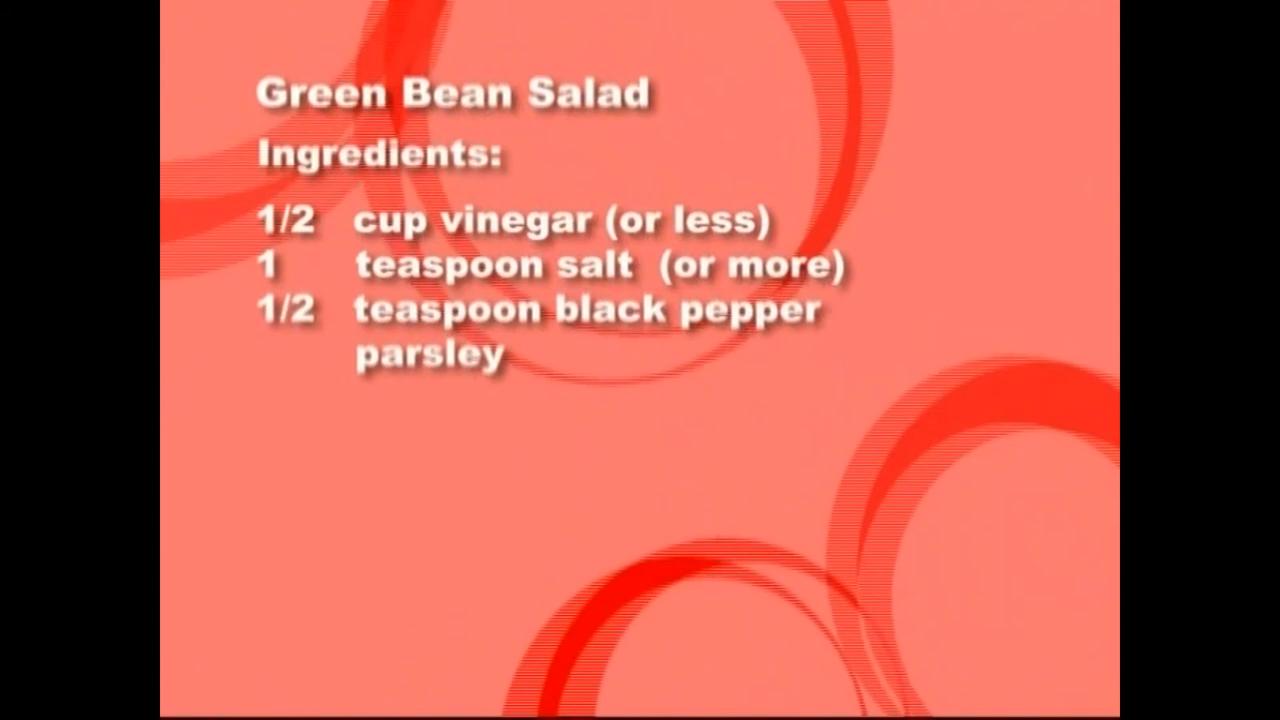 Green Bean Salad
Ingredients:
1/2 cup vinegar (or less)
1 teaspoon salt (or more)
1/2 teaspoon black pepper
parsley